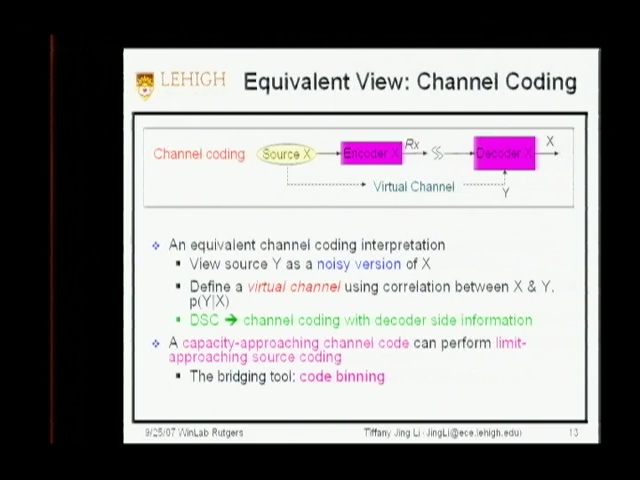 LEHIGH
Equivalent View: Channel Coding
Channel coding
Source X
Encoder X
Rx
Decoder X
X
Virtual Channel
Y
An equivalent channel coding interpretation
View source Y as a noisy version of X
Define a virtual channel using correlation between X & Y,
p(Y|X)
DSC → channel coding with decoder side information
A capacity-approaching channel code can perform limit-
approaching source coding
The bridging tool: code binning
9/25/07 WinLab Rutgers
Tiffany Jing Li (JingLi@ece.lehigh.edu)
13